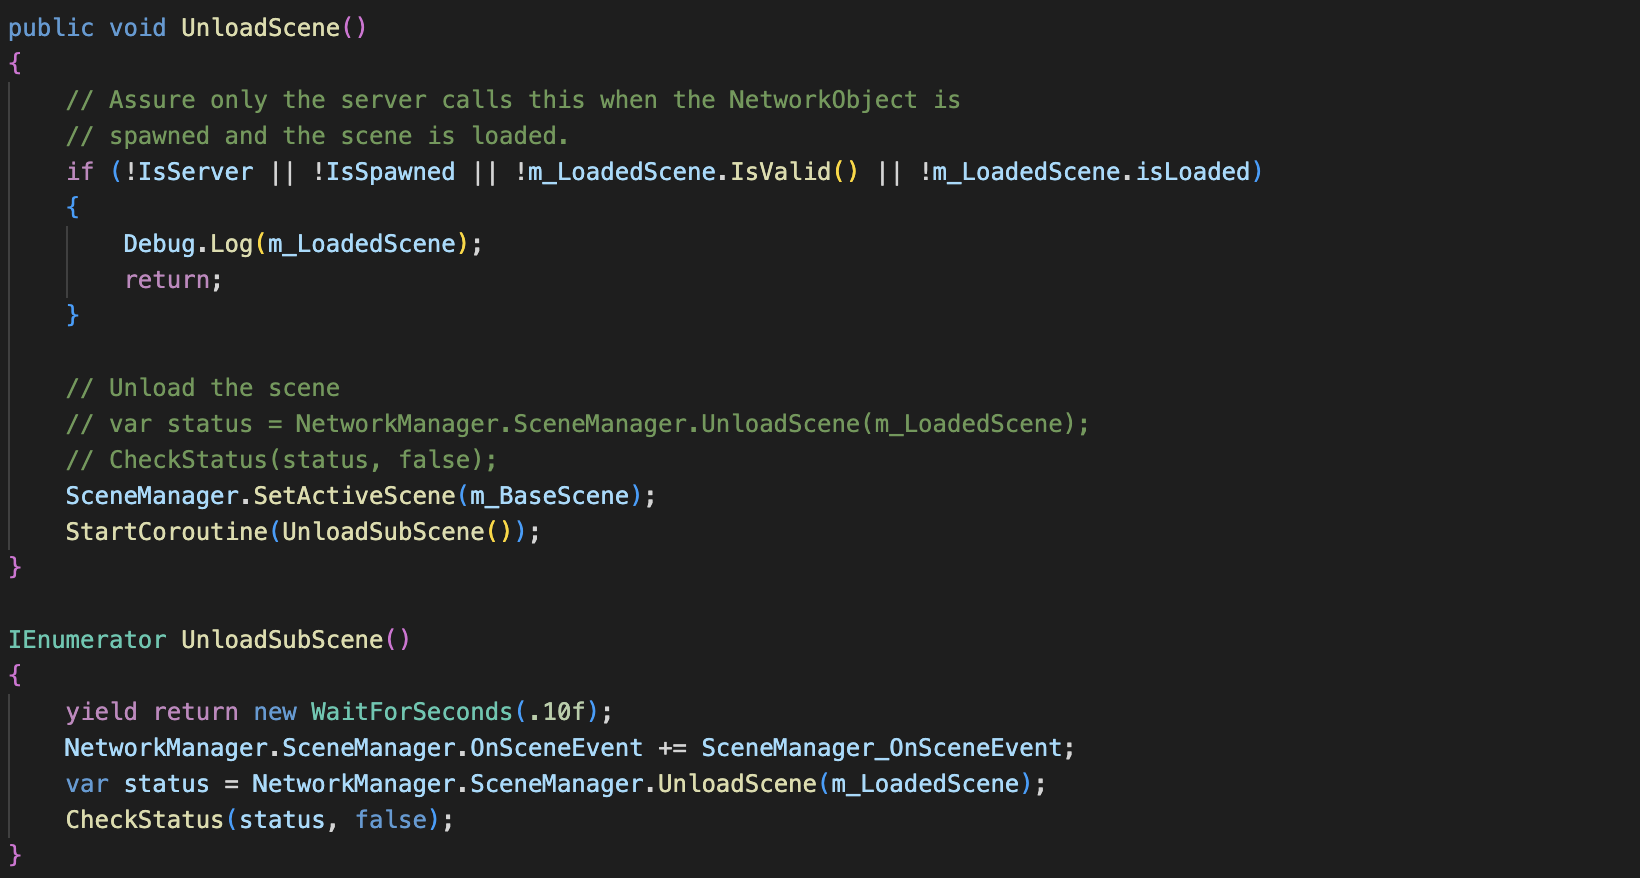 public void UnloadScene()
{
    // Assure only the server calls this when the NetworkObject is
    // spawned and the scene is loaded.
    if (!IsServer || !IsSpawned || !m_LoadedScene.IsValid() || !m_LoadedScene.isLoaded)
    {
        Debug.Log(m_LoadedScene);
        return;
    }

    // Unload the scene
    // var status = NetworkManager.SceneManager.UnloadScene(m_LoadedScene);
    // CheckStatus(status, false);
    SceneManager.SetActiveScene(m_BaseScene);
    StartCoroutine(UnloadSubScene());
}

IEnumerator UnloadSubScene()
{
    yield return new WaitForSeconds(.10f);
    NetworkManager.SceneManager.OnSceneEvent += SceneManager_OnSceneEvent;
    var status = NetworkManager.SceneManager.UnloadScene(m_LoadedScene);
    CheckStatus(status, false);
}